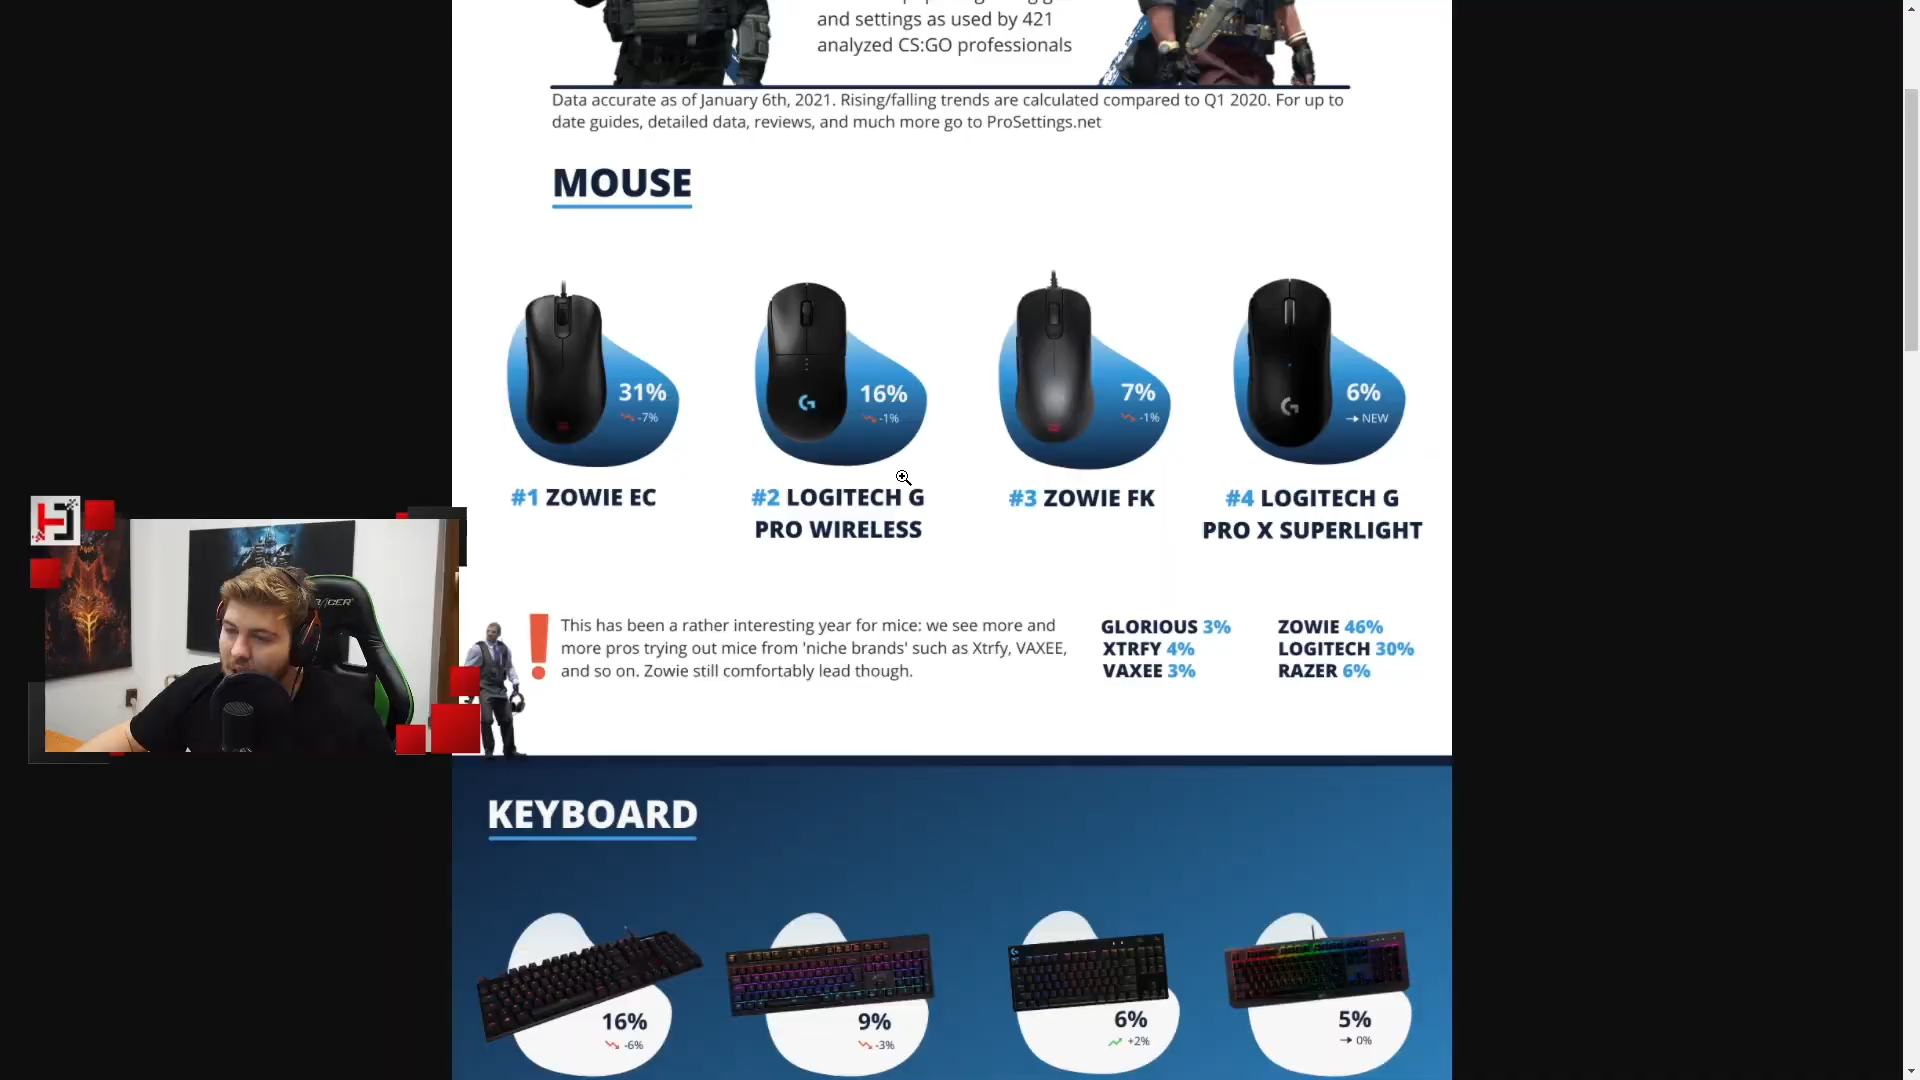 and settings as used by 421
analyzed CS:GO professionals
Data accurate as of January 6th, 2021. Rising/falling trends are calculated compared to Q1 2020. For up to
date guides, detailed data, reviews, and much more go to ProSettings.net
MOUSE
31%
-7%
16%
-1%
7%
-1%
6%
NEW
#1 ZOWIE EC
#2 LOGITECH G
PRO WIRELESS
#3 ZOWIE FK
#4 LOGITECH G
PRO X SUPERLIGHT
This has been a rather interesting year for mice: we see more and
more pros trying out mice from 'niche brands' such as Xtrfy, VAXEE,
and so on. Zowie still comfortably lead though.
GLORIOUS 3%
XTRFY 4%
VAXEE 3%
ZOWIE 46%
LOGITECH 30%
RAZER 6%
KEYBOARD
16%
-6%
9%
-3%
6%
+2%
5%
0%